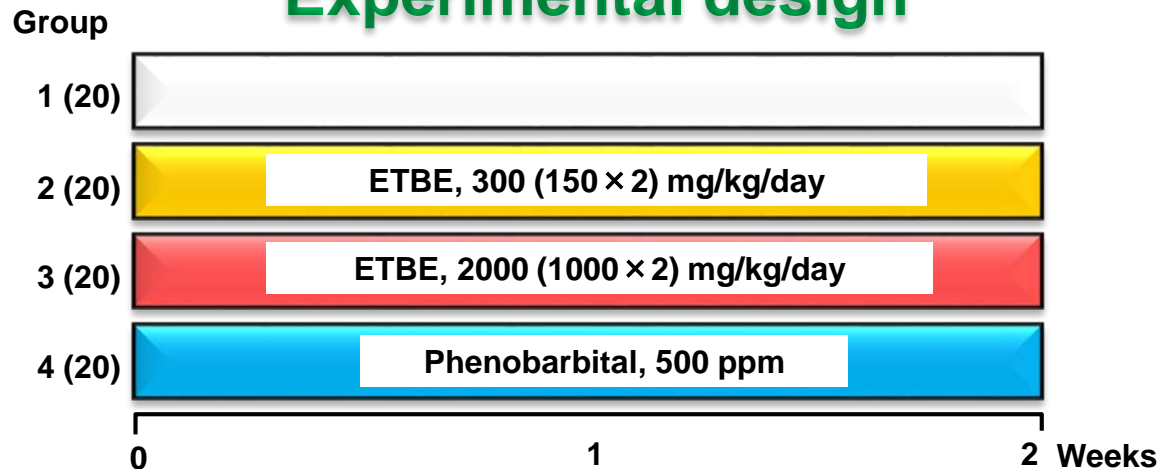 Experimental design
Group
1 (20)
2 (20)
ETBE, 300 (150×2) mg/kg/day
3 (20)
ETBE, 2000 (1000×2) mg/kg/day
4 (20)
Phenobarbital, 500 ppm
0 1 2 Weeks